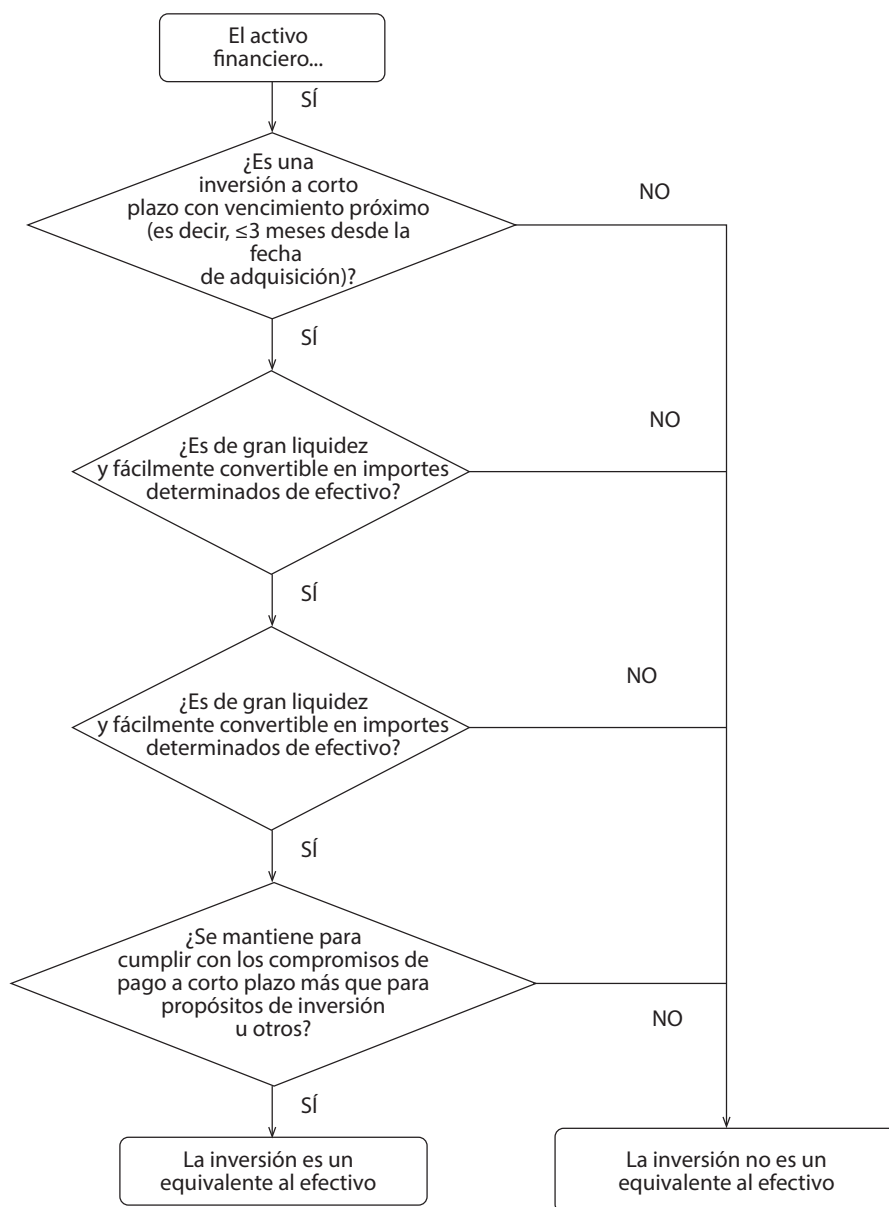 El activo
financiero...
SÍ
¿Es una
inversión a corto
plazo con vencimiento próximo
(es decir, ≤3 meses desde la
fecha
de adquisición)?
NO
SÍ
¿Es de gran liquidez
y fácilmente convertible en importes
determinados de efectivo?
NO
SÍ
¿Es de gran liquidez
y fácilmente convertible en importes
determinados de efectivo?
NO
SÍ
¿Se mantiene para
cumplir con los compromisos de
pago a corto plazo más que para
propósitos de inversión
u otros?
NO
SÍ
La inversión es un
equivalente al efectivo
La inversión no es un
equivalente al efectivo